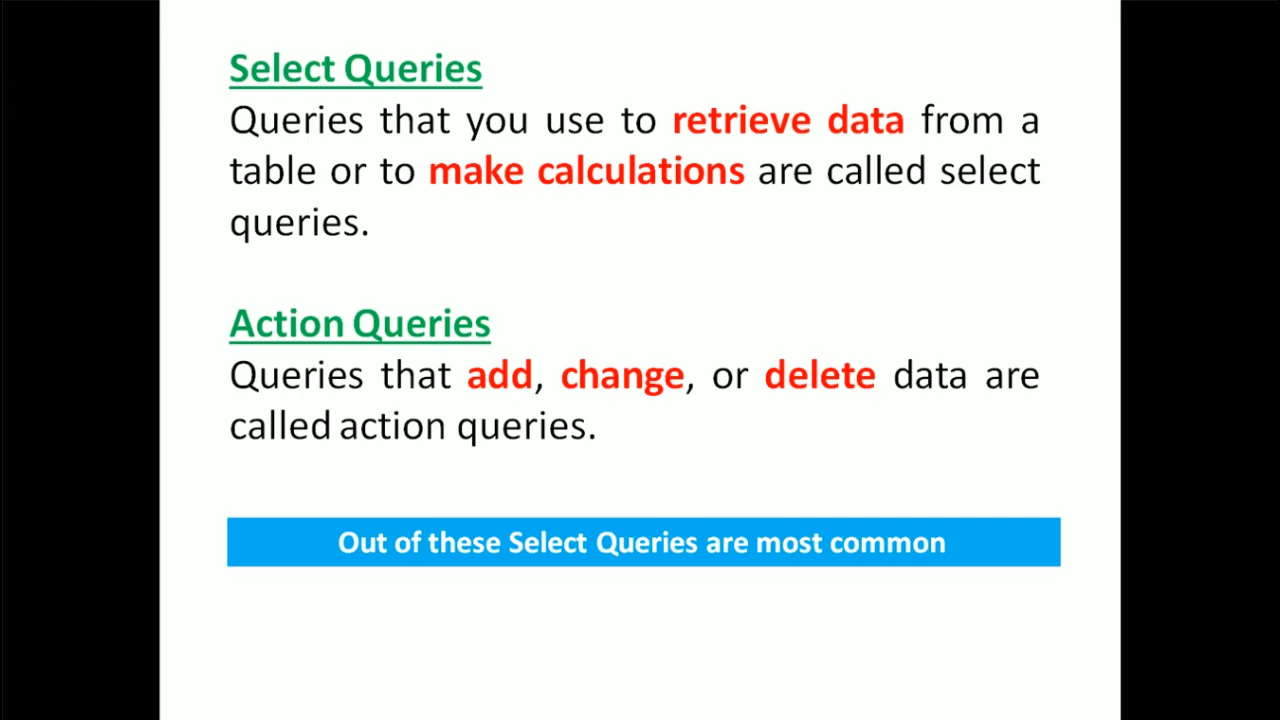 Select Queries
Queries that you use to retrieve data from a
table or to make calculations are called select
queries.
Action Queries
Queries that add, change, or delete data are
called action queries.
Out of these Select Queries are most common